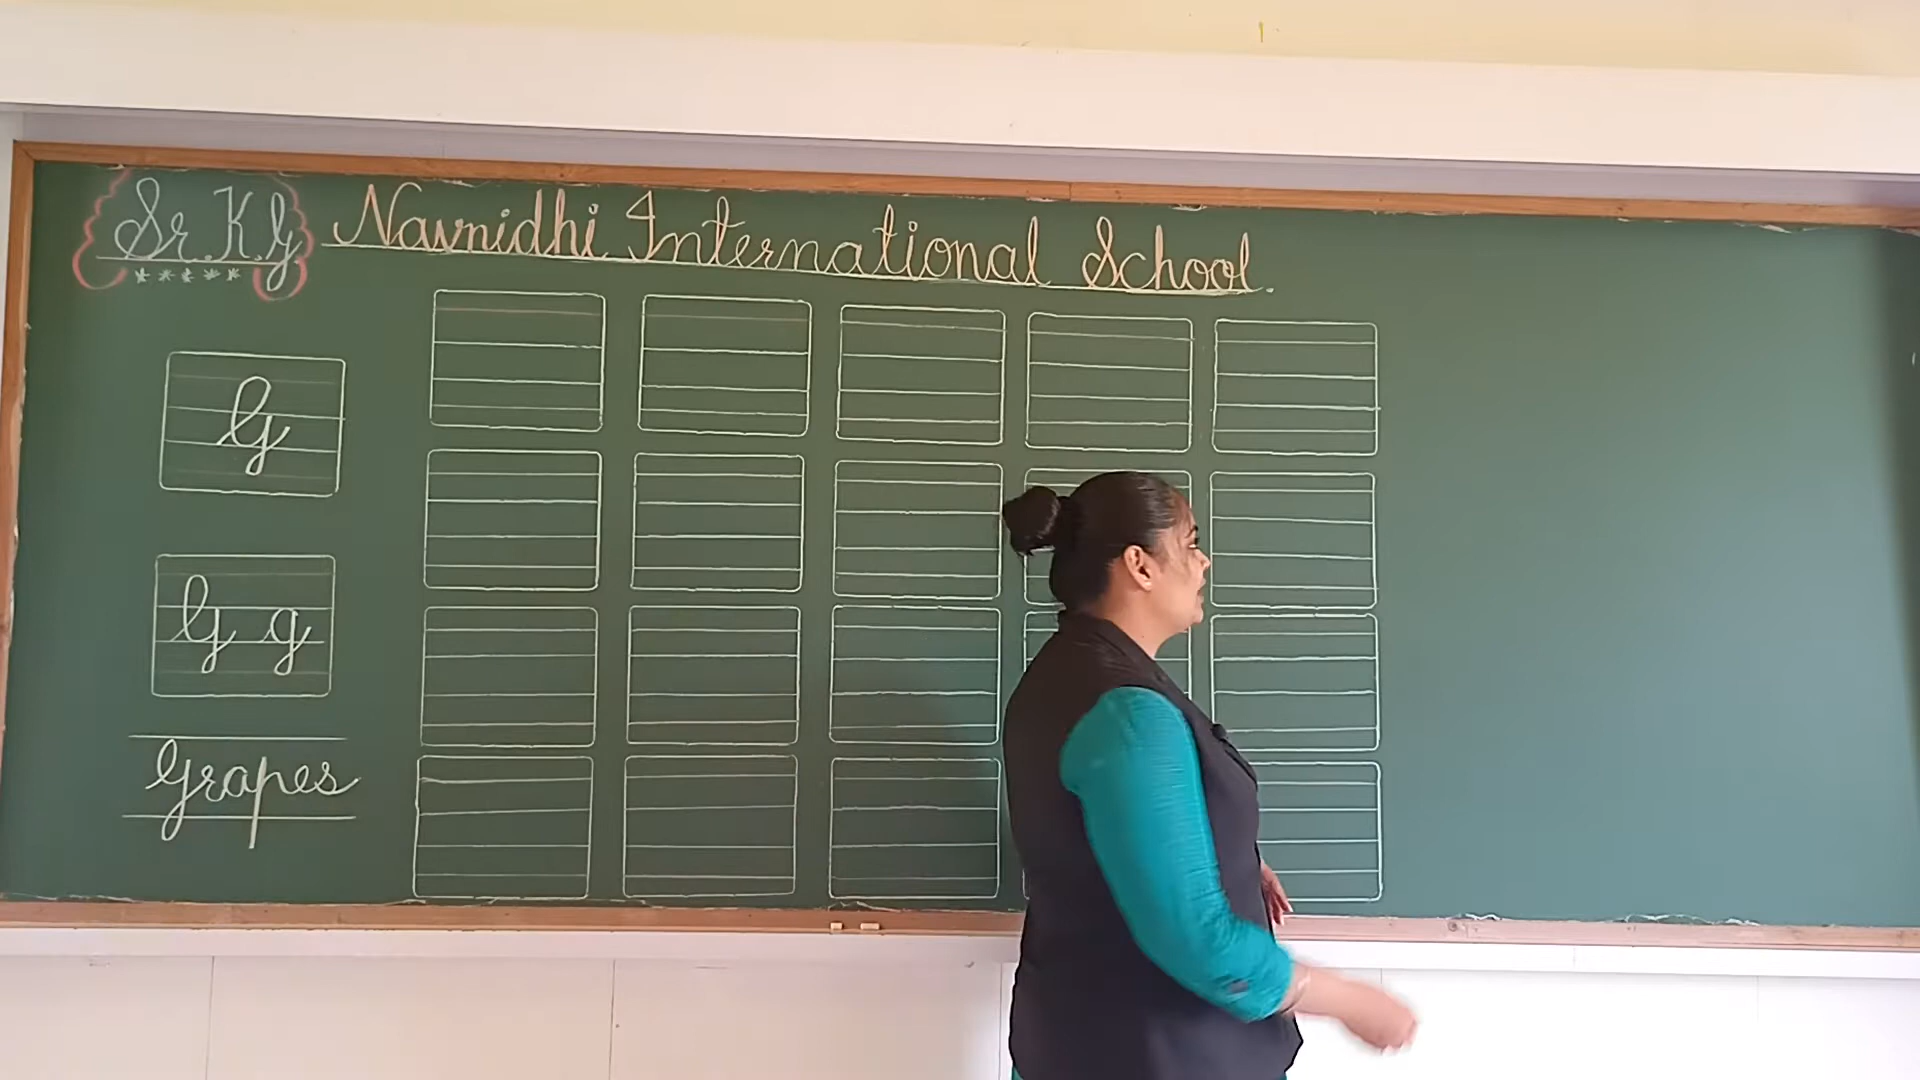 Sr.K.G Navnidhi International School.
*****
G
G g
Grapes